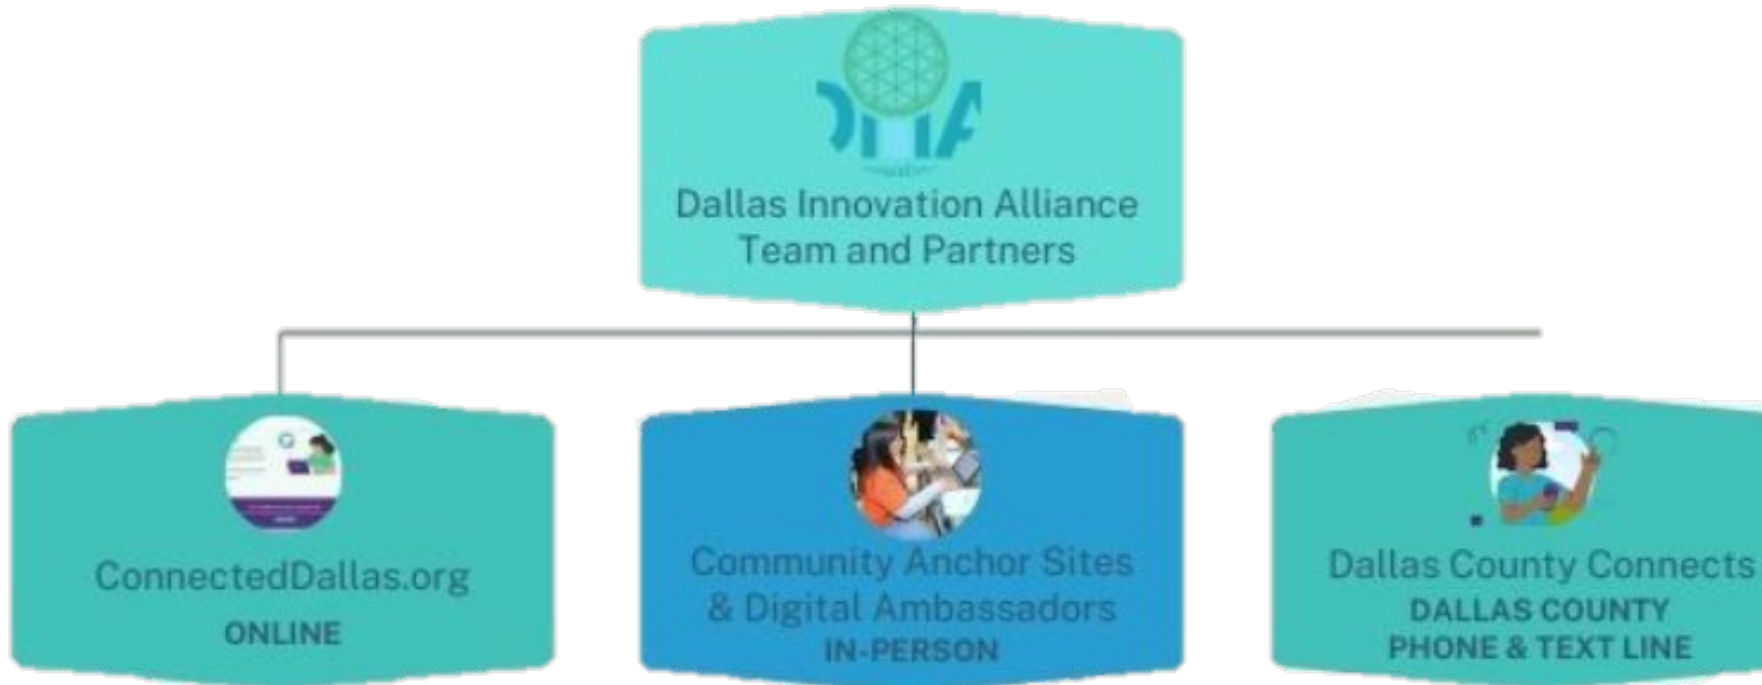 Dallas Innovation Alliance
Team and Partners
ConnectedDallas.org
ONLINE
Community Anchor Sites
& Digital Ambassadors
IN-PERSON
Dallas County Connects
DALLAS COUNTY
PHONE & TEXT LINE